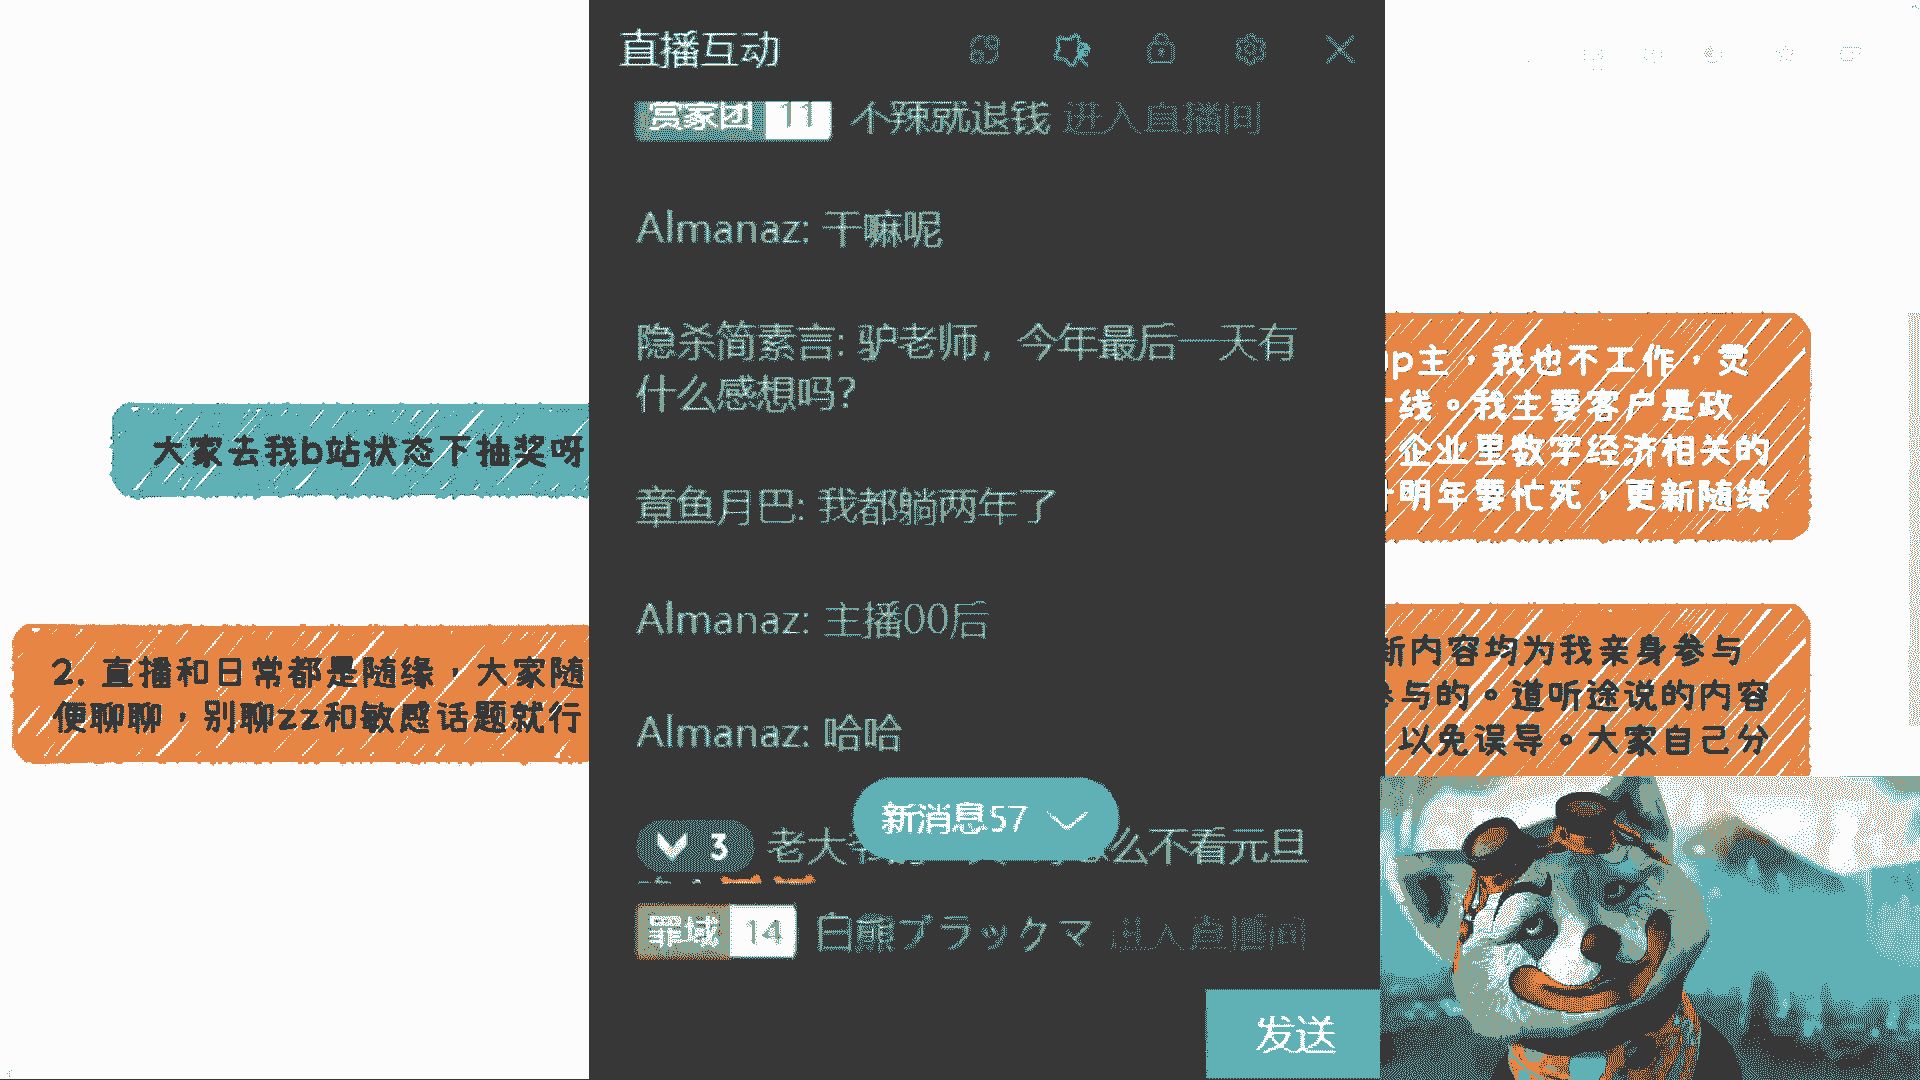 直播互动
赏家团 11 个辣就退钱 进入直播间
Almanaz: 干嘛呢
隐杀简素言: 驴老师，今年最后一天有
什么感想吗?
章鱼月巴: 我都躺两年了
Almanaz: 主播00后
Almanaz: 哈哈
新消息57
3 老大 么不看元旦
罪域 14 白熊ブラックマ 进入直播间
发送
大家去我b站状态下抽奖呀
2. 直播和日常都是随缘，大家随
便聊聊，别聊zz和敏感话题就行
up主，我也不工作，灵
线。我主要客户是政
企业里数字经济相关的
明年要忙死，更新随缘
新内容均为我亲身参与
参与的。道听途说的内容
以免误导。大家自己分